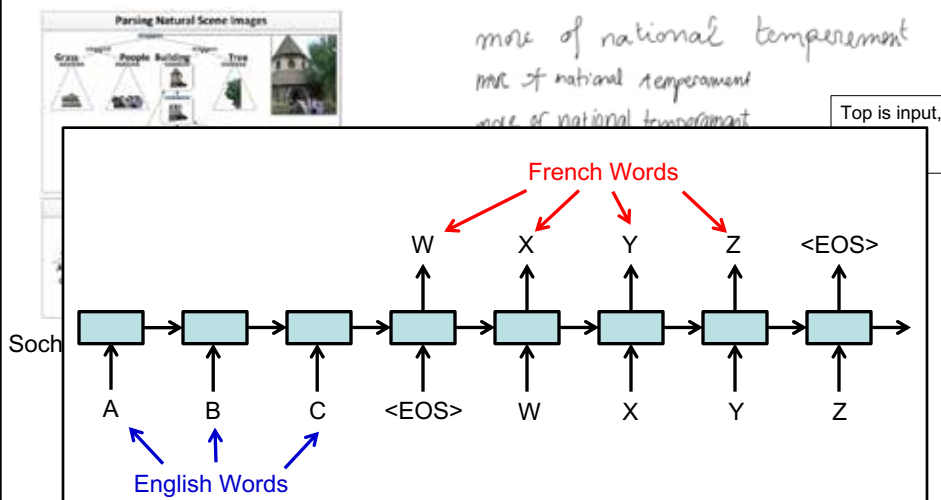 Parsing Natural Scene Images
Grass People Building Tree
more of national temperement
more of national temperament
more of national temperament
Top is input,
French Words
W X Y Z <EOS>
Soch
A B C <EOS> W X Y Z
English Words